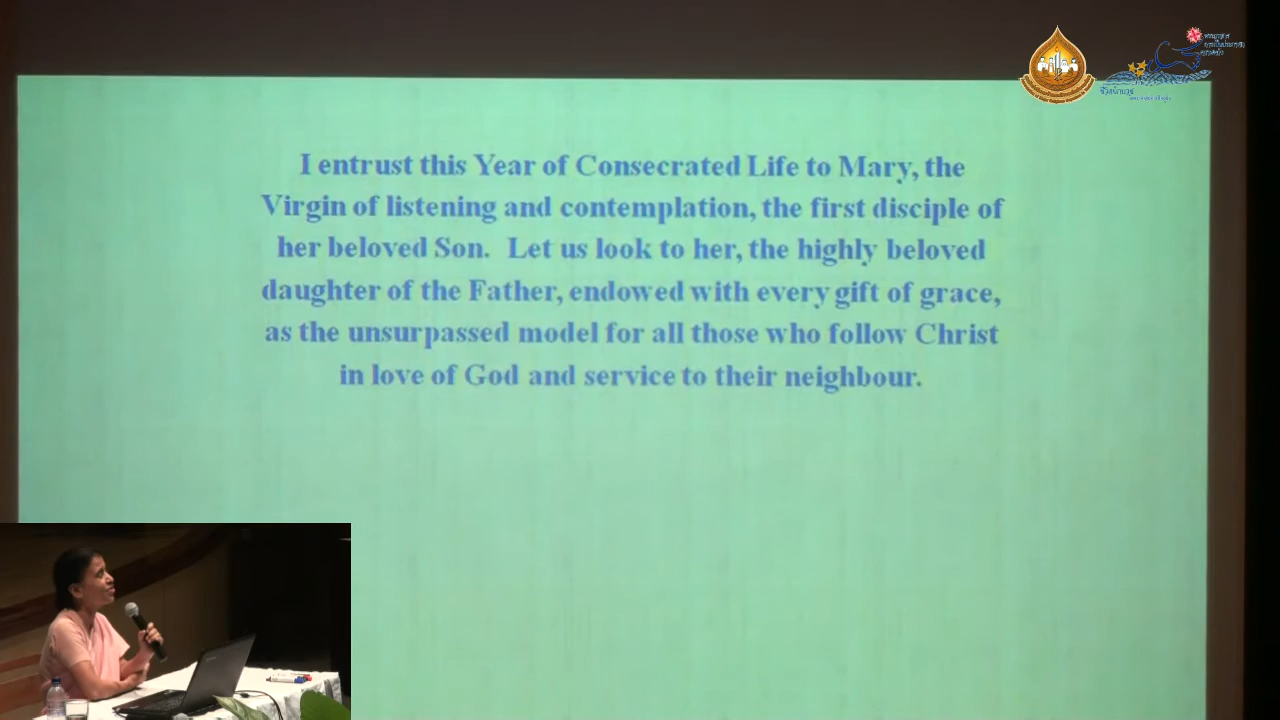 I entrust this Year of Consecrated Life to Mary, the
Virgin of listening and contemplation, the first disciple of
her beloved Son. Let us look to her, the highly beloved
daughter of the Father, endowed with every gift of grace,
as the unsurpassed model for all those who follow Christ
in love of God and service to their neighbour.